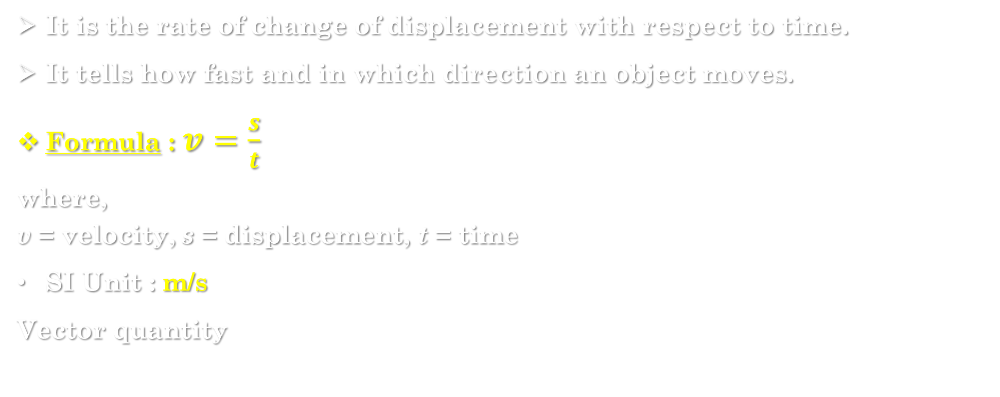 ➢ It is the rate of change of displacement with respect to time.
➢ It tells how fast and in which direction an object moves.
❖ Formula : v = s/t
where,
v = velocity, s = displacement, t = time
• SI Unit : m/s
Vector quantity